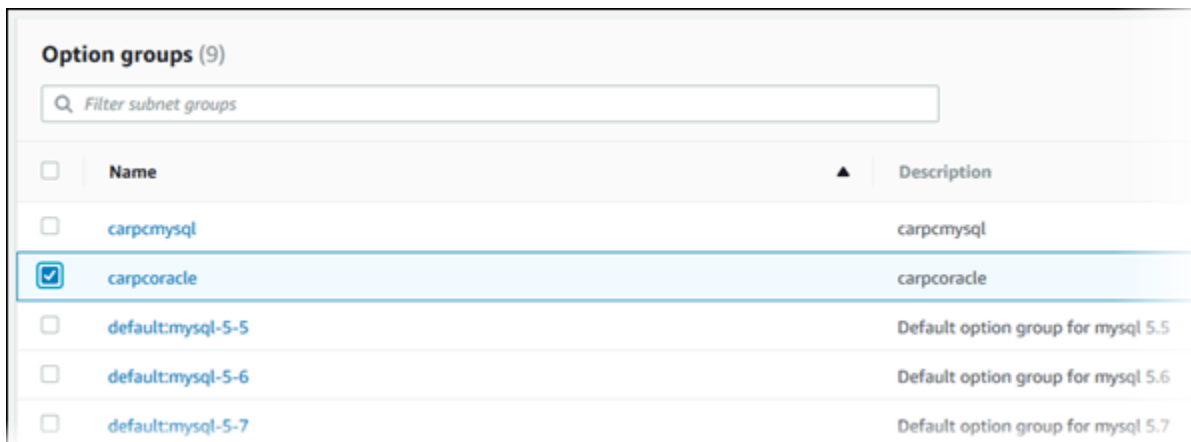 Option groups (9)
Filter subnet groups
Name Description
carpcmysql carpcmysql
carpcoracle carpcoracle
default:mysql-5-5 Default option group for mysql 5.5
default:mysql-5-6 Default option group for mysql 5.6
default:mysql-5-7 Default option group for mysql 5.7